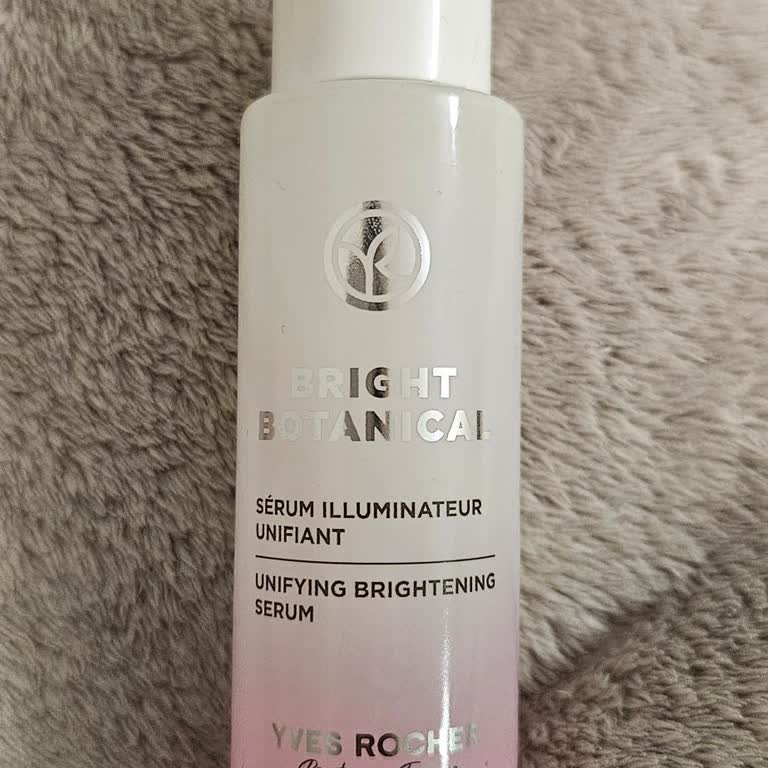 BRIGHT
BOTANICAL
SÉRUM ILLUMINATEUR
UNIFIANT
UNIFYING BRIGHTENING
SERUM
YVES ROCHER